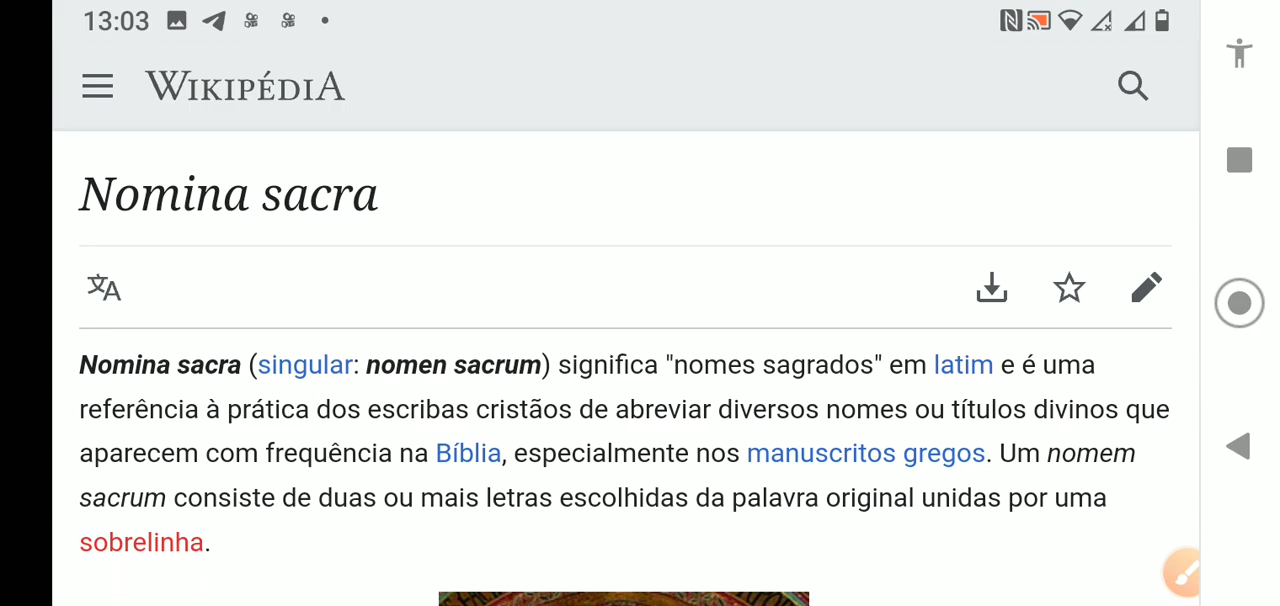 13:03
WIKIPÉDIA
Nomina sacra
Nomina sacra (singular: nomen sacrum) significa "nomes sagrados" em latim e é uma
referência à prática dos escribas cristãos de abreviar diversos nomes ou títulos divinos que
aparecem com frequência na Bíblia, especialmente nos manuscritos gregos. Um nomem
sacrum consiste de duas ou mais letras escolhidas da palavra original unidas por uma
sobrelinha.